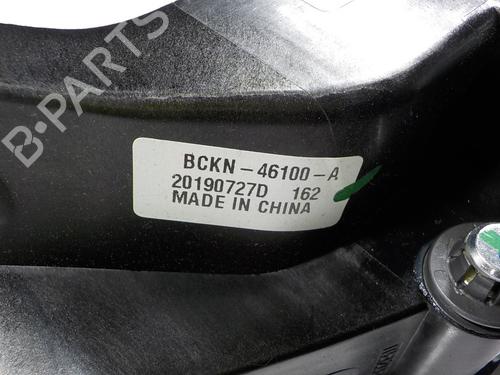 B-PARTS
BCKN-46100-A
20190727D 162
MADE IN CHINA